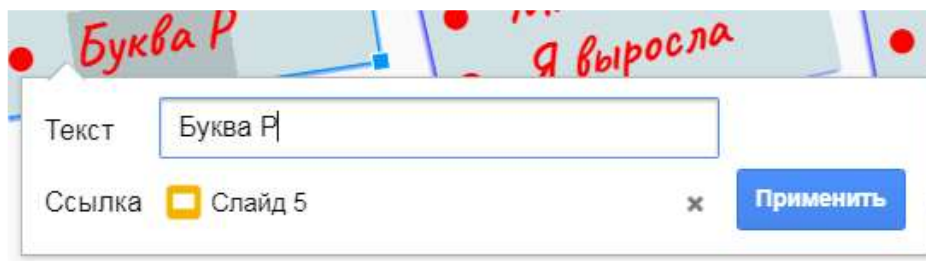 Буква Р
Я выросла
Текст
Буква Р
Ссылка
Слайд 5
Применить